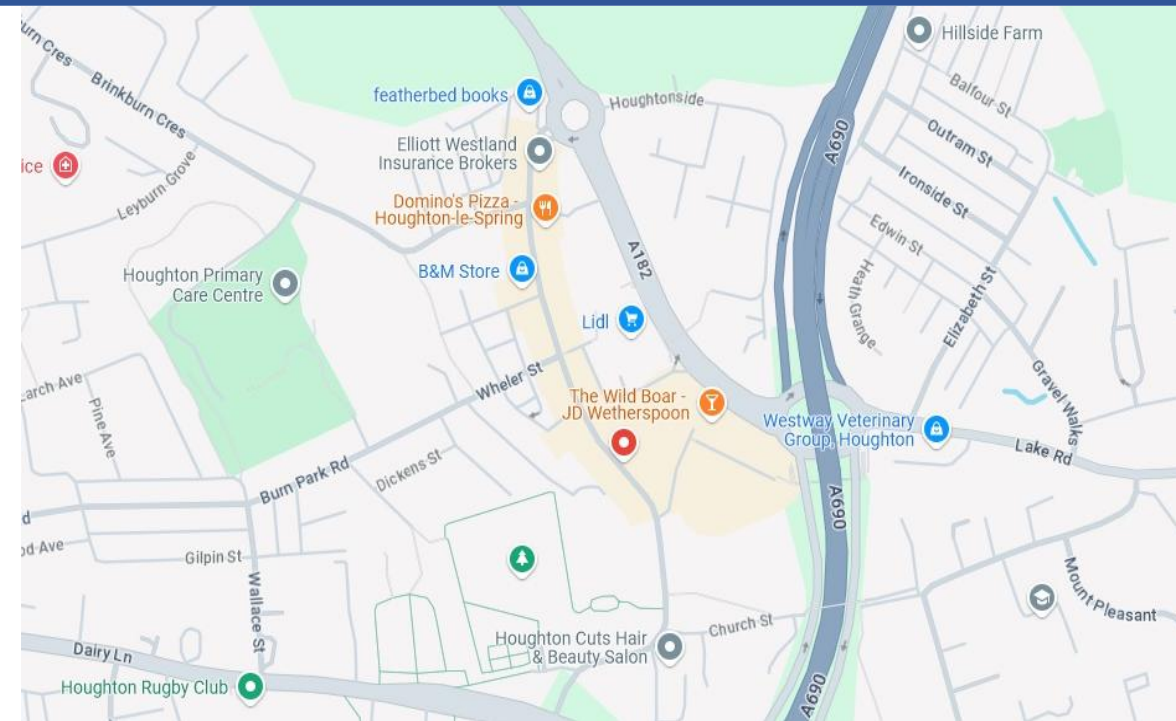 Hillside Farm
urn Cres
Brinkburn Cres
featherbed books
Houghtonside
Balfour St
A690
Outram St
Elliott Westland
Insurance Brokers
ice
Leyburn Grove
Ironside St
Domino's Pizza -
Houghton-le-Spring
Edwin St
A182
B&M Store
Houghton Primary
Care Centre
Heath Grange
Elizabeth St
Lidl
Gravel Walks
Wheler St
arch Ave
Pine Ave
The Wild Boar -
JD Wetherspoon
Westway Veterinary
Group, Houghton
Lake Rd
Burn Park Rd
Dickens St
A690
d
od Ave
Gilpin St
Wallace St
Mount Pleasant
Church St
Houghton Cuts Hair
& Beauty Salon
Dairy Ln
Houghton Rugby Club
A690